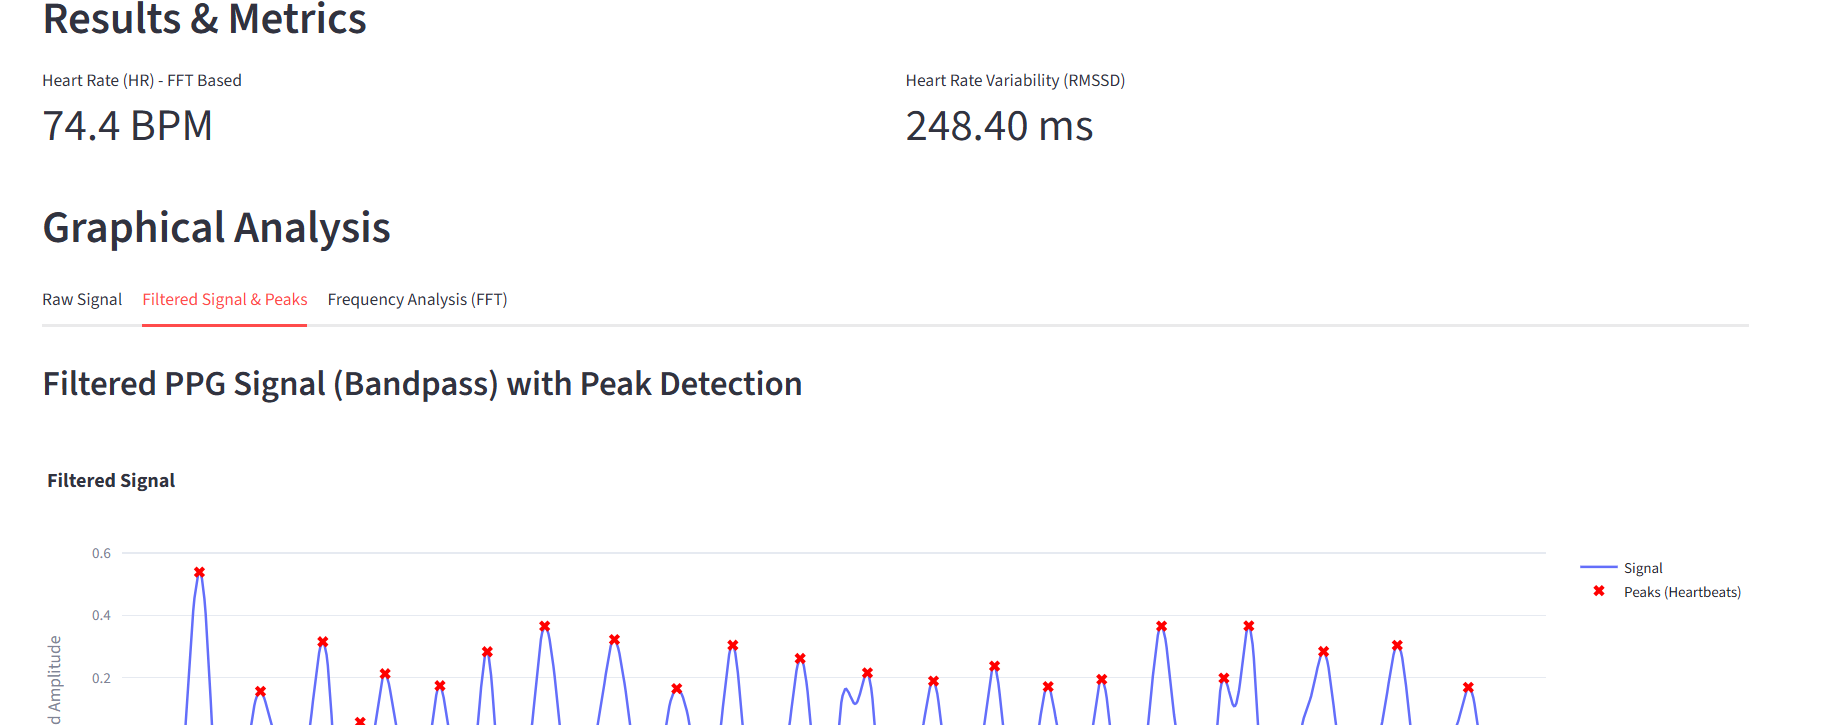 Results & Metrics
Heart Rate (HR) - FFT Based
Heart Rate Variability (RMSSD)
74.4 BPM
248.40 ms
Graphical Analysis
Raw Signal
Filtered Signal & Peaks
Frequency Analysis (FFT)
Filtered PPG Signal (Bandpass) with Peak Detection
Filtered Signal
0.6
0.4
0.2
d Amplitude
Signal
Peaks (Heartbeats)